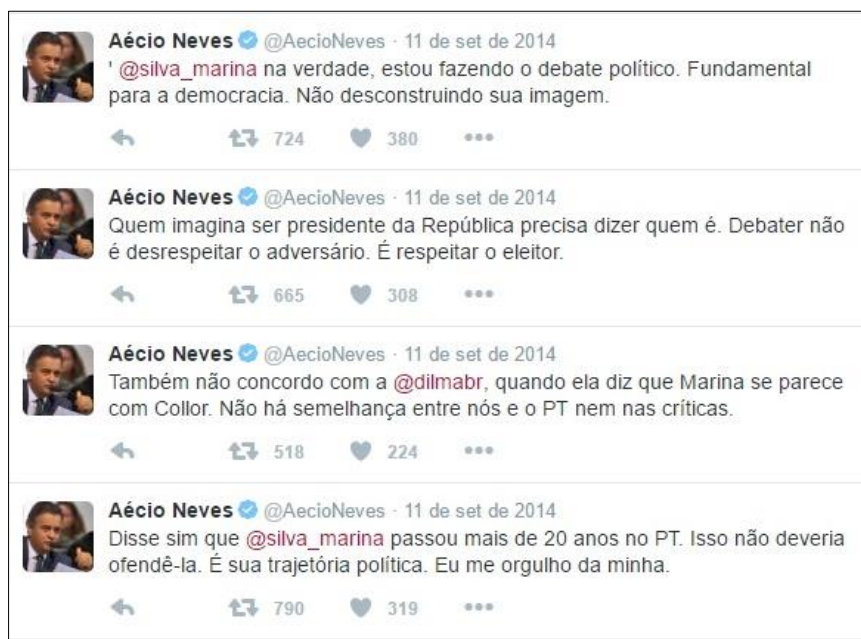 Aécio Neves @AecioNeves · 11 de set de 2014
' @silva_marina na verdade, estou fazendo o debate político. Fundamental
para a democracia. Não desconstruindo sua imagem.
724 380
Aécio Neves @AecioNeves · 11 de set de 2014
Quem imagina ser presidente da República precisa dizer quem é. Debater não
é desrespeitar o adversário. É respeitar o eleitor.
665 308
Aécio Neves @AecioNeves · 11 de set de 2014
Também não concordo com a @dilmabr, quando ela diz que Marina se parece
com Collor. Não há semelhança entre nós e o PT nem nas críticas.
518 224
Aécio Neves @AecioNeves · 11 de set de 2014
Disse sim que @silva_marina passou mais de 20 anos no PT. Isso não deveria
ofendê-la. É sua trajetória política. Eu me orgulho da minha.
790 319